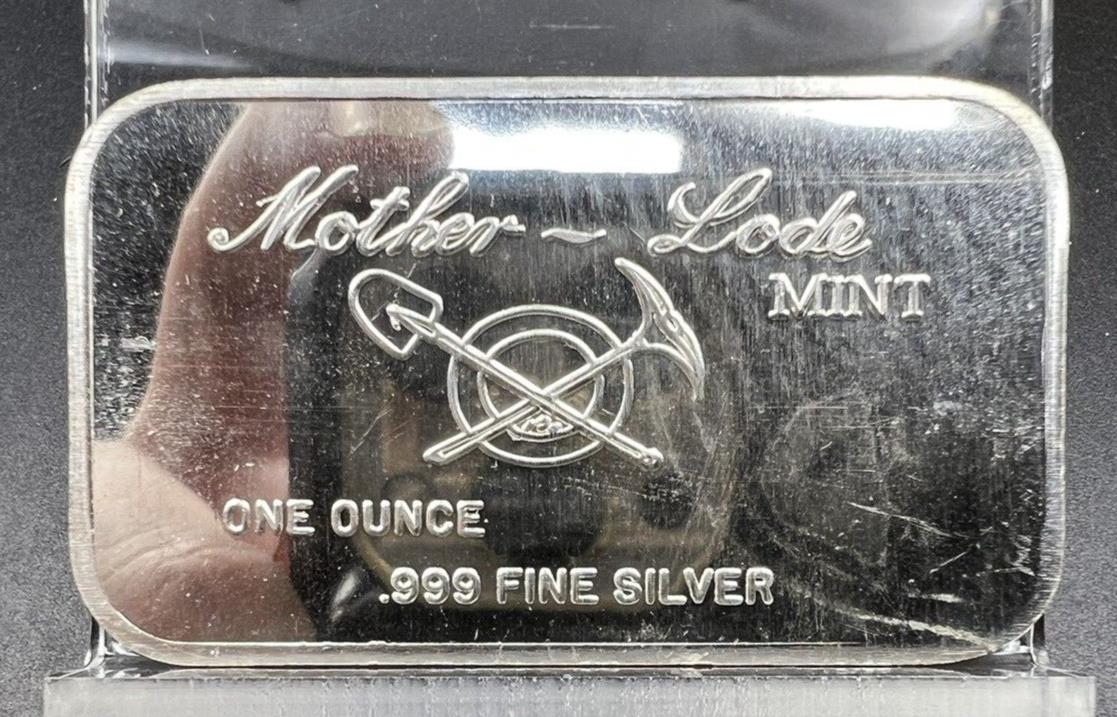 Mother ~ Lode
MINT
ONE OUNCE
.999 FINE SILVER